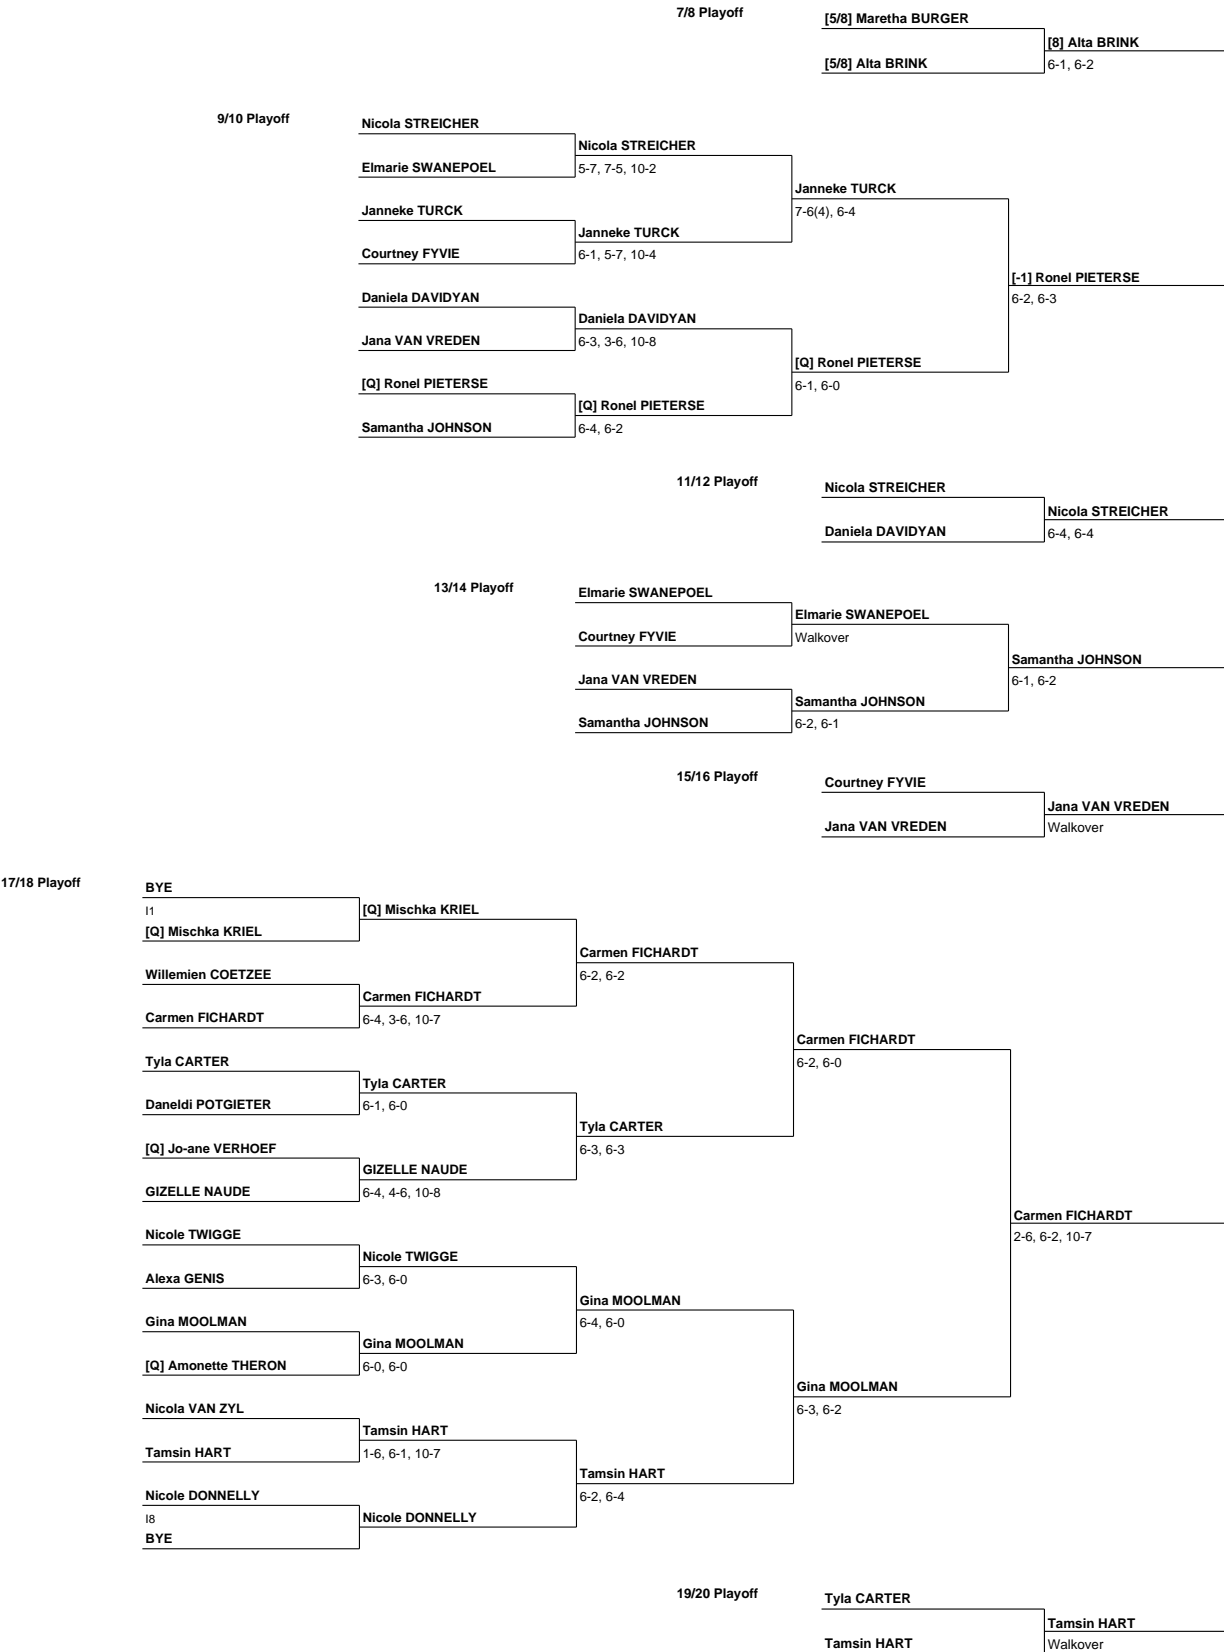 7/8 Playoff
[5/8] Maretha BURGER
[8] Alta BRINK
[5/8] Alta BRINK
6-1, 6-2
9/10 Playoff
Nicola STREICHER
Nicola STREICHER
Elmarie SWANEPOEL
5-7, 7-5, 10-2
Janneke TURCK
Janneke TURCK
7-6(4), 6-4
Janneke TURCK
Courtney FYVIE
6-1, 5-7, 10-4
[-1] Ronel PIETERSE
Daniela DAVIDYAN
6-2, 6-3
Daniela DAVIDYAN
Jana VAN VREDEN
6-3, 3-6, 10-8
[Q] Ronel PIETERSE
[Q] Ronel PIETERSE
6-1, 6-0
[Q] Ronel PIETERSE
Samantha JOHNSON
6-4, 6-2
11/12 Playoff
Nicola STREICHER
Nicola STREICHER
Daniela DAVIDYAN
6-4, 6-4
13/14 Playoff
Elmarie SWANEPOEL
Elmarie SWANEPOEL
Courtney FYVIE
Walkover
Samantha JOHNSON
Jana VAN VREDEN
6-1, 6-2
Samantha JOHNSON
Samantha JOHNSON
6-2, 6-1
15/16 Playoff
Courtney FYVIE
Jana VAN VREDEN
Jana VAN VREDEN
Walkover
17/18 Playoff
BYE
I1
[Q] Mischka KRIEL
[Q] Mischka KRIEL
Carmen FICHARDT
Willemien COETZEE
6-2, 6-2
Carmen FICHARDT
Carmen FICHARDT
6-4, 3-6, 10-7
Carmen FICHARDT
Tyla CARTER
6-2, 6-0
Tyla CARTER
Daneldi POTGIETER
6-1, 6-0
Tyla CARTER
[Q] Jo-ane VERHOEF
6-3, 6-3
GIZELLE NAUDE
GIZELLE NAUDE
6-4, 4-6, 10-8
Carmen FICHARDT
Nicole TWIGGE
2-6, 6-2, 10-7
Nicole TWIGGE
Alexa GENIS
6-3, 6-0
Gina MOOLMAN
Gina MOOLMAN
6-4, 6-0
Gina MOOLMAN
[Q] Amonette THERON
6-0, 6-0
Gina MOOLMAN
Nicola VAN ZYL
6-3, 6-2
Tamsin HART
Tamsin HART
1-6, 6-1, 10-7
Tamsin HART
Nicole DONNELLY
6-2, 6-4
I8
Nicole DONNELLY
BYE
19/20 Playoff
Tyla CARTER
Tamsin HART
Tamsin HART
Walkover